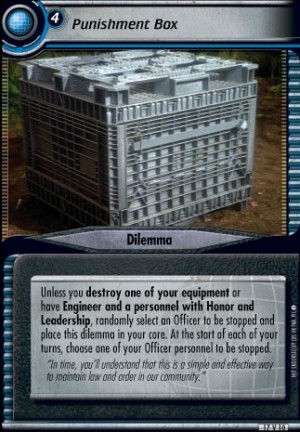 4
Punishment Box
Dilemma
Unless you destroy one of your equipment or
have Engineer and a personnel with Honor and
Leadership, randomly select an Officer to be stopped and
place this dilemma in your core. At the start of each of your
turns, choose one of your Officer personnel to be stopped.
"In time, you'll understand that this is a simple and effective way
to maintain law and order in our community."
17 V 10